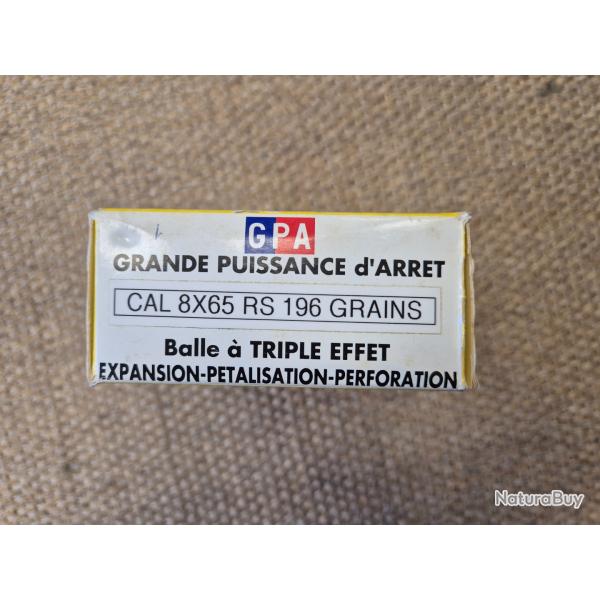 GPA
GRANDE PUISSANCE d'ARRET
CAL 8X65 RS 196 GRAINS
Balle à TRIPLE EFFET
EXPANSION-PETALISATION-PERFORATION
NaturaBuy